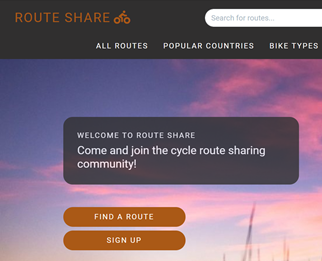 ROUTE SHARE
Search for routes...
ALL ROUTES POPULAR COUNTRIES BIKE TYPES
WELCOME TO ROUTE SHARE
Come and join the cycle route sharing
community!
FIND A ROUTE
SIGN UP